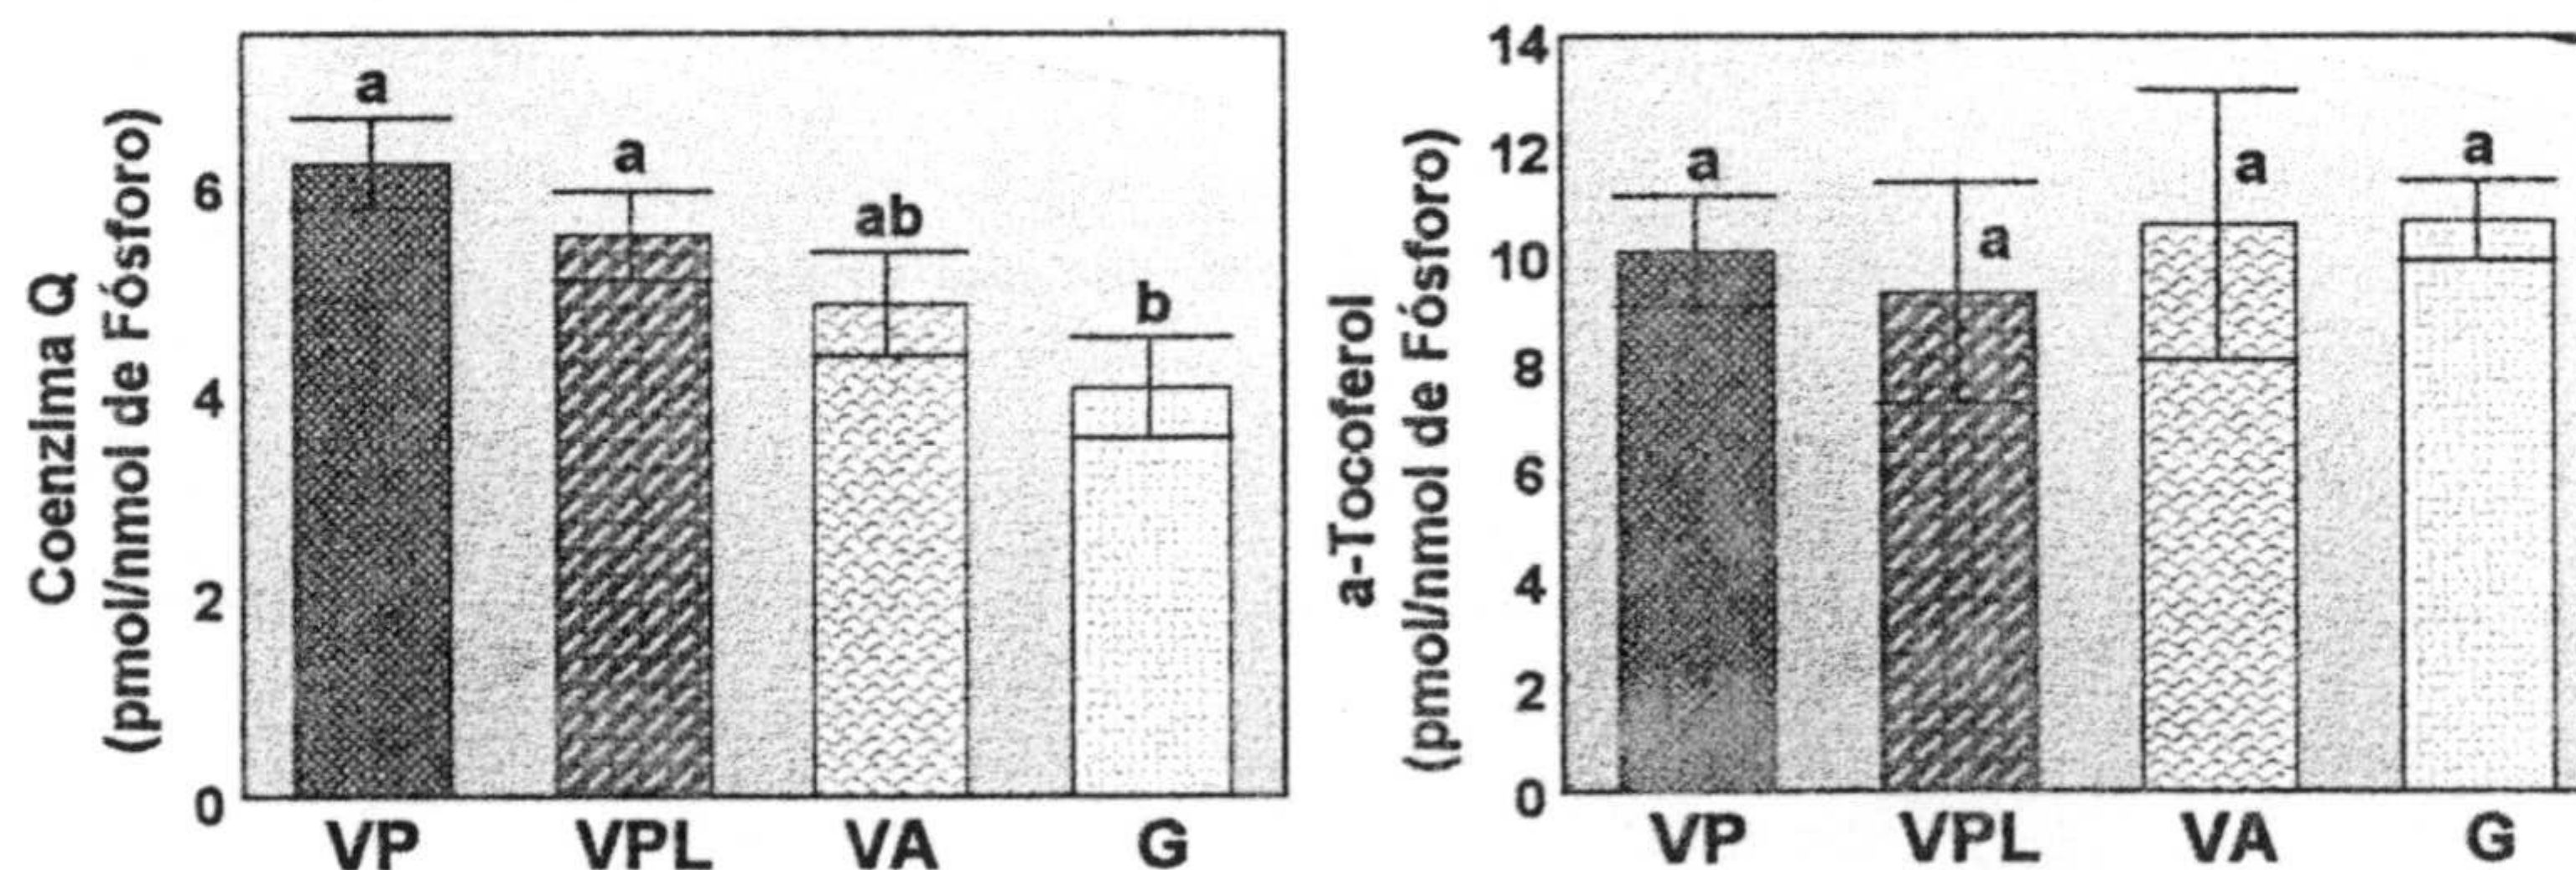 Coenzima Q
(pmol/nmol de Fósforo)
6
4
2
0
a
a
ab
b
VP VPL VA G
a-Tocoferol
(pmol/nmol de Fósforo)
14
12
10
8
6
4
2
0
a
a
a
a
VP VPL VA G